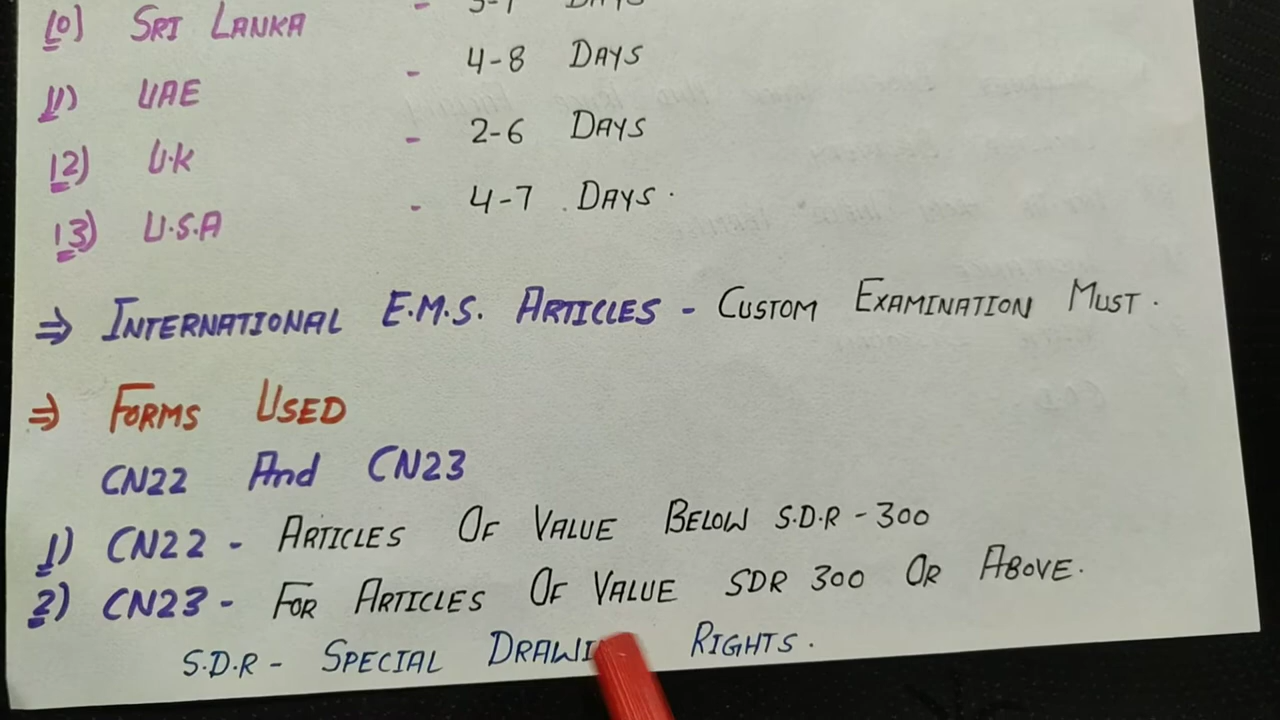 10) SRI LANKA - DAYS
11) UAE - 4-8 DAYS
12) U.K - 2-6 DAYS
13) U.S.A - 4-7 DAYS.
⇒ INTERNATIONAL E.M.S. ARTICLES - CUSTOM EXAMINATION MUST.
⇒ FORMS USED
CN22 And CN23
1) CN22 - ARTICLES OF VALUE BELOW S.D.R - 300
2) CN23 - FOR ARTICLES OF VALUE SDR 300 OR ABOVE.
S.D.R - SPECIAL DRAWING RIGHTS.